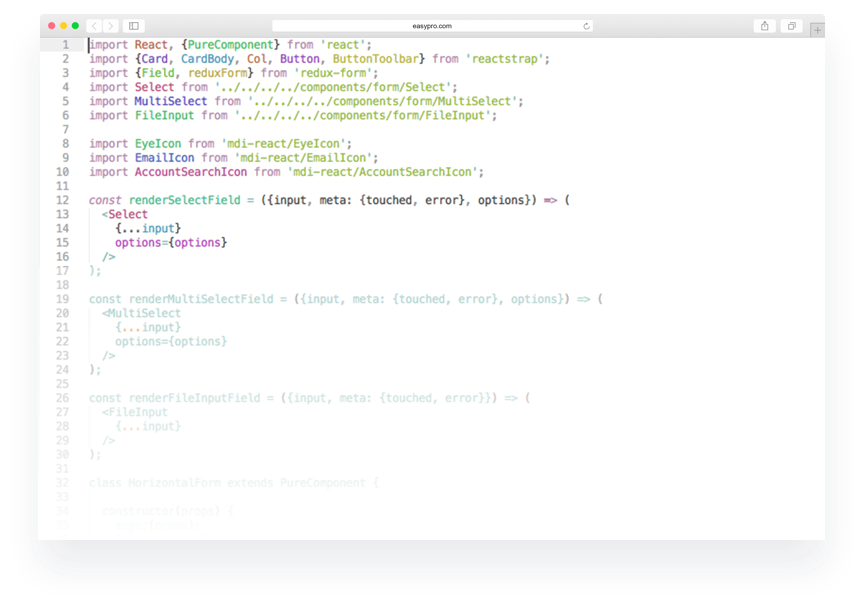 easypro.com
1 import React, {PureComponent} from 'react';
2 import {Card, CardBody, Col, Button, ButtonToolbar} from 'reactstrap';
3 import {Field, reduxForm} from 'redux-form';
4 import Select from '../../../../components/form/Select';
5 import MultiSelect from '../../../../components/form/MultiSelect';
6 import FileInput from '../../../../components/form/FileInput';
7
8 import EyeIcon from 'mdi-react/EyeIcon';
9 import EmailIcon from 'mdi-react/EmailIcon';
10 import AccountSearchIcon from 'mdi-react/AccountSearchIcon';
11
12 const renderSelectField = ({input, meta: {touched, error}, options}) => (
13 <Select
14 {...input}
15 options={options}
16 />
17 );
18
19 const renderMultiSelectField = ({input, meta: {touched, error}, options}) => (
20 <MultiSelect
21 {...input}
22 options={options}
23 />
24 );
25
26 const renderFileInputField = ({input, meta: {touched, error}}) => (
27 <FileInput
28 {...input}
29 />
30 );
31
32 class HorizontalForm extends PureComponent {
33
34 constructor(props) {